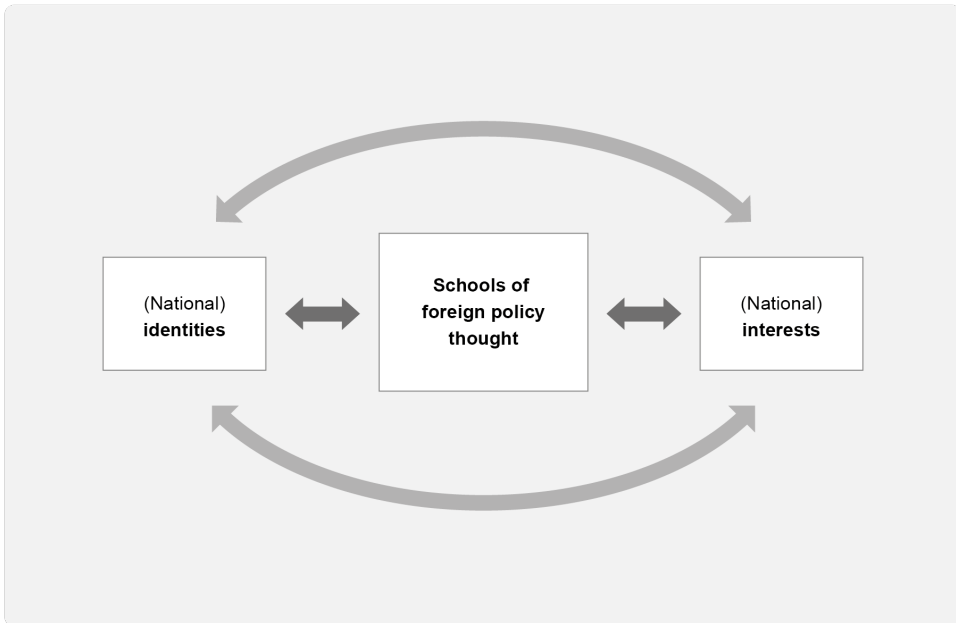 (National)
identities
Schools of
foreign policy
thought
(National)
interests